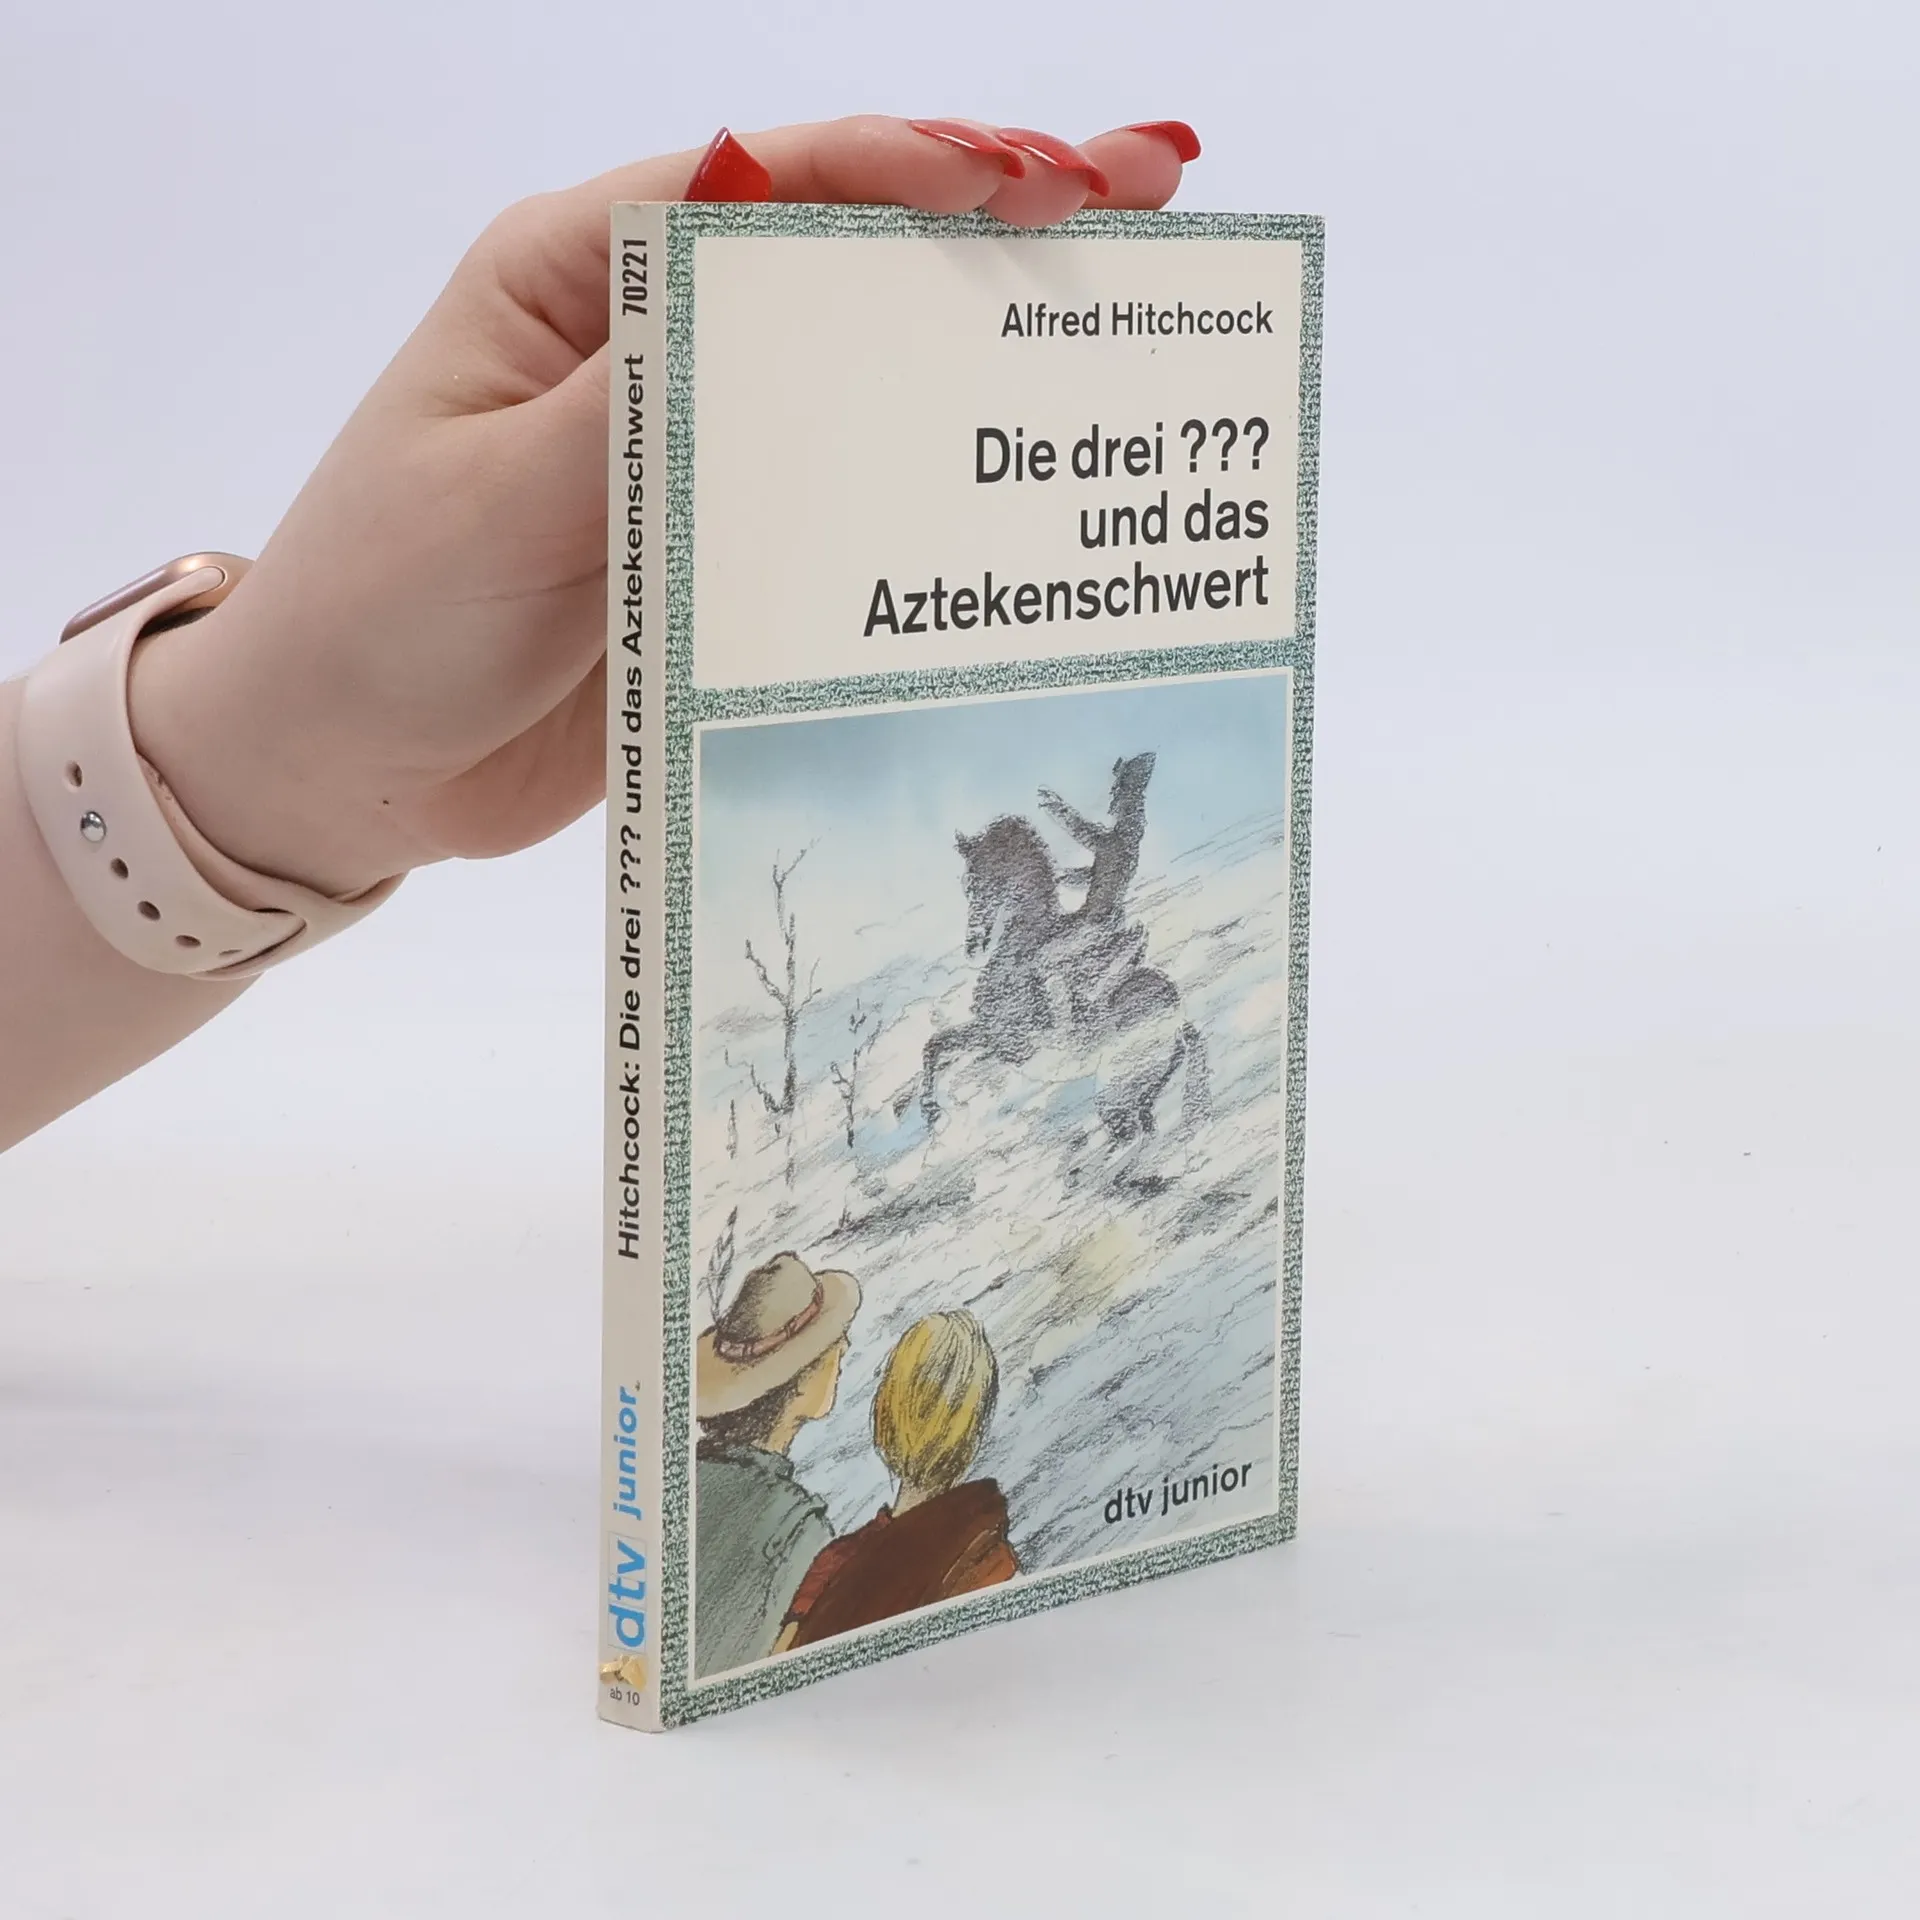 Alfred Hitchcock
Die drei ???
und das
Aztekenschwert
dtv junior
70221
Hitchcock: Die drei ??? und das Aztekenschwert
dtv junior
ab 10